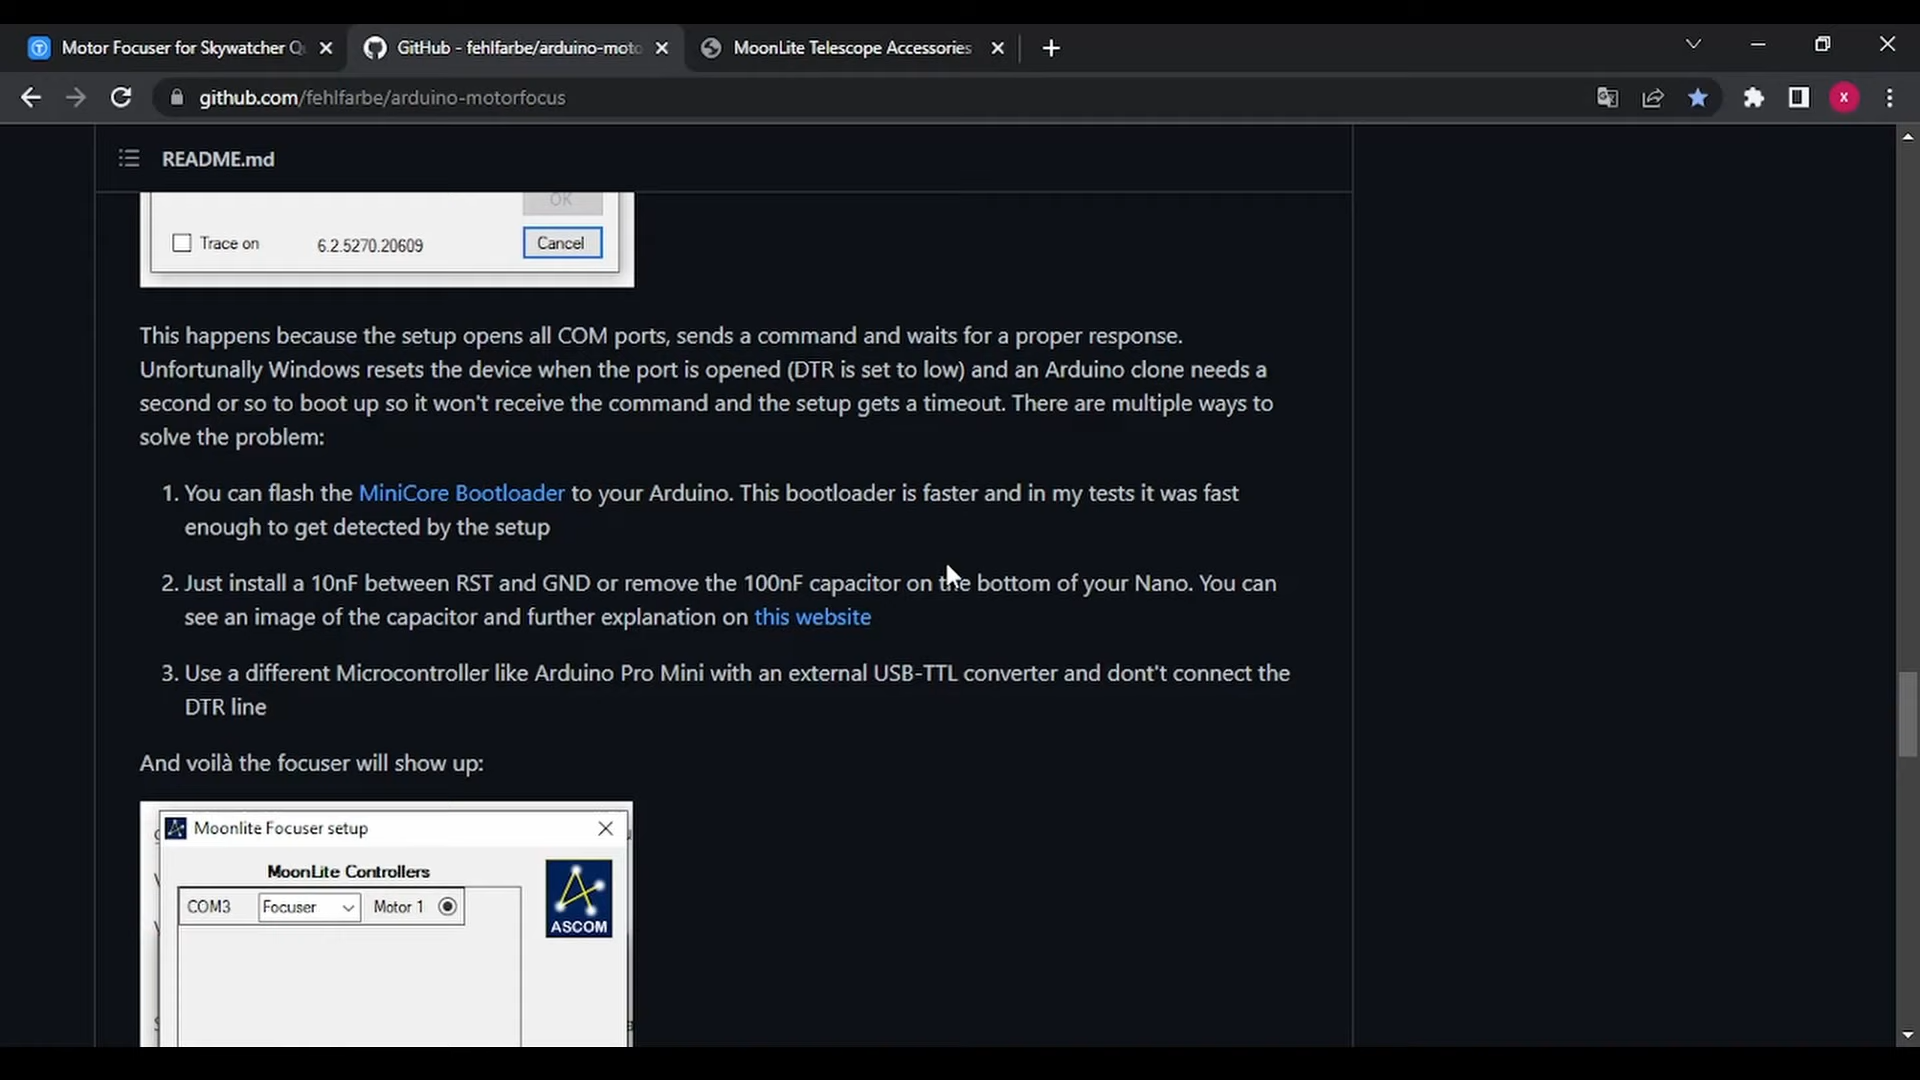 Motor Focuser for Skywatcher Q
GitHub - fehlfarbe/arduino-moto
MoonLite Telescope Accessories
github.com/fehlfarbe/arduino-motorfocus
X
README.md
OK
Trace on 6.2.5270.20609 Cancel
This happens because the setup opens all COM ports, sends a command and waits for a proper response.
Unfortunally Windows resets the device when the port is opened (DTR is set to low) and an Arduino clone needs a
second or so to boot up so it won't receive the command and the setup gets a timeout. There are multiple ways to
solve the problem:
1. You can flash the MiniCore Bootloader to your Arduino. This bootloader is faster and in my tests it was fast
enough to get detected by the setup
2. Just install a 10nF between RST and GND or remove the 100nF capacitor on the bottom of your Nano. You can
see an image of the capacitor and further explanation on this website
3. Use a different Microcontroller like Arduino Pro Mini with an external USB-TTL converter and dont't connect the
DTR line
And voilà the focuser will show up:
Moonlite Focuser setup
MoonLite Controllers
COM3 Focuser Motor 1
ASCOM